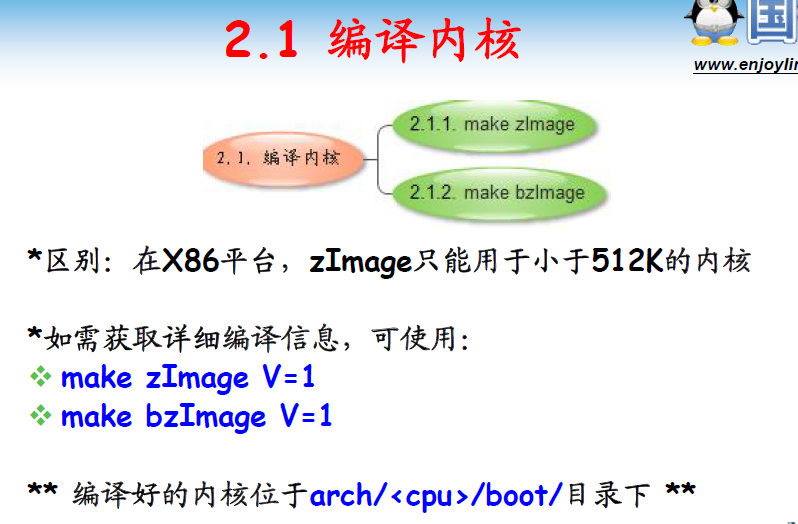 2.1 编译内核
国
www.enjoylin
2.1. 编译内核
2.1.1. make zImage
2.1.2. make bzImage
*区别：在X86平台，zImage只能用于小于512K的内核
*如需获取详细编译信息，可使用：
❖ make zImage V=1
❖ make bzImage V=1
** 编译好的内核位于arch/<cpu>/boot/目录下 **